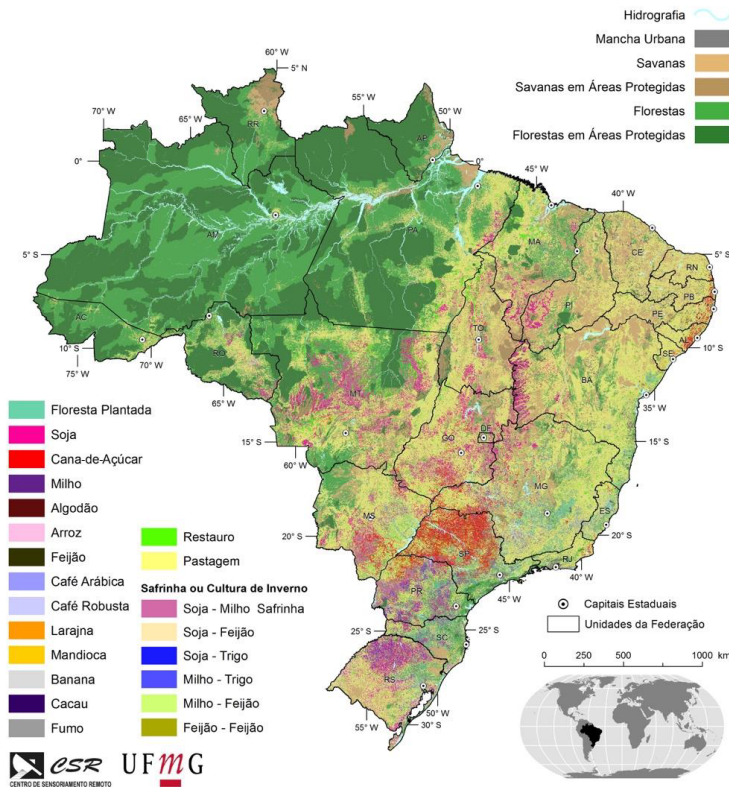 Hidrografia
Mancha Urbana
Savanas
Savanas em Áreas Protegidas
Florestas
Florestas em Áreas Protegidas
60° W
5° N
70° W
65° W
55° W
50° W
RR
AP
0°
0°
45° W
40° W
AM
PA
MA
CE
RN
5° S
5° S
PB
PI
PE
AC
TO
AL
10° S
10° S
SE
75° W
70° W
RO
BA
65° W
MT
35° W
15° S
15° S
GO
DF
60° W
MG
ES
MS
20° S
20° S
SP
RJ
40° W
45° W
PR
25° S
25° S
SC
RS
50° W
55° W
30° S
Floresta Plantada
Soja
Cana-de-Açúcar
Milho
Algodão
Arroz
Feijão
Café Arábica
Café Robusta
Larajna
Mandioca
Banana
Cacau
Fumo
Restauro
Pastagem
Safrinha ou Cultura de Inverno
Soja - Milho Safrinha
Soja - Feijão
Soja - Trigo
Milho - Trigo
Milho - Feijão
Feijão - Feijão
Capitais Estaduais
Unidades da Federação
0 250 500 1000 km
CSR
CENTRO DE SENSORIAMENTO REMOTO
UFmG